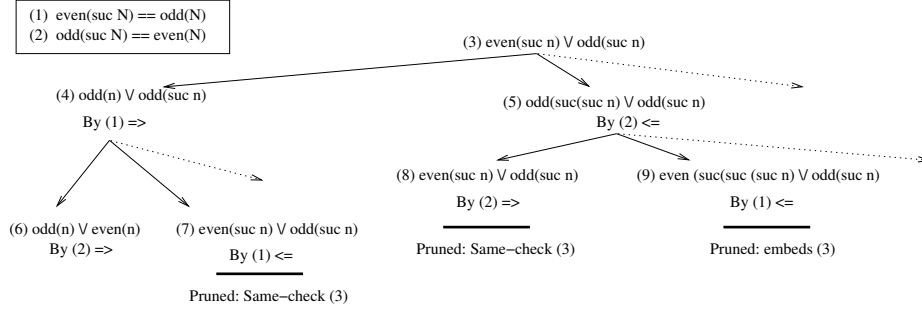 (1) even(suc N) == odd(N)
(2) odd(suc N) == even(N)
(3) even(suc n) \/ odd(suc n)
(4) odd(n) \/ odd(suc n)
By (1) =>
(5) odd(suc(suc n) \/ odd(suc n)
By (2) <=
(6) odd(n) \/ even(n)
By (2) =>
(7) even(suc n) \/ odd(suc n)
By (1) <=
Pruned: Same−check (3)
(8) even(suc n) \/ odd(suc n)
By (2) =>
Pruned: Same−check (3)
(9) even (suc(suc (suc n) \/ odd(suc n)
By (1) <=
Pruned: embeds (3)